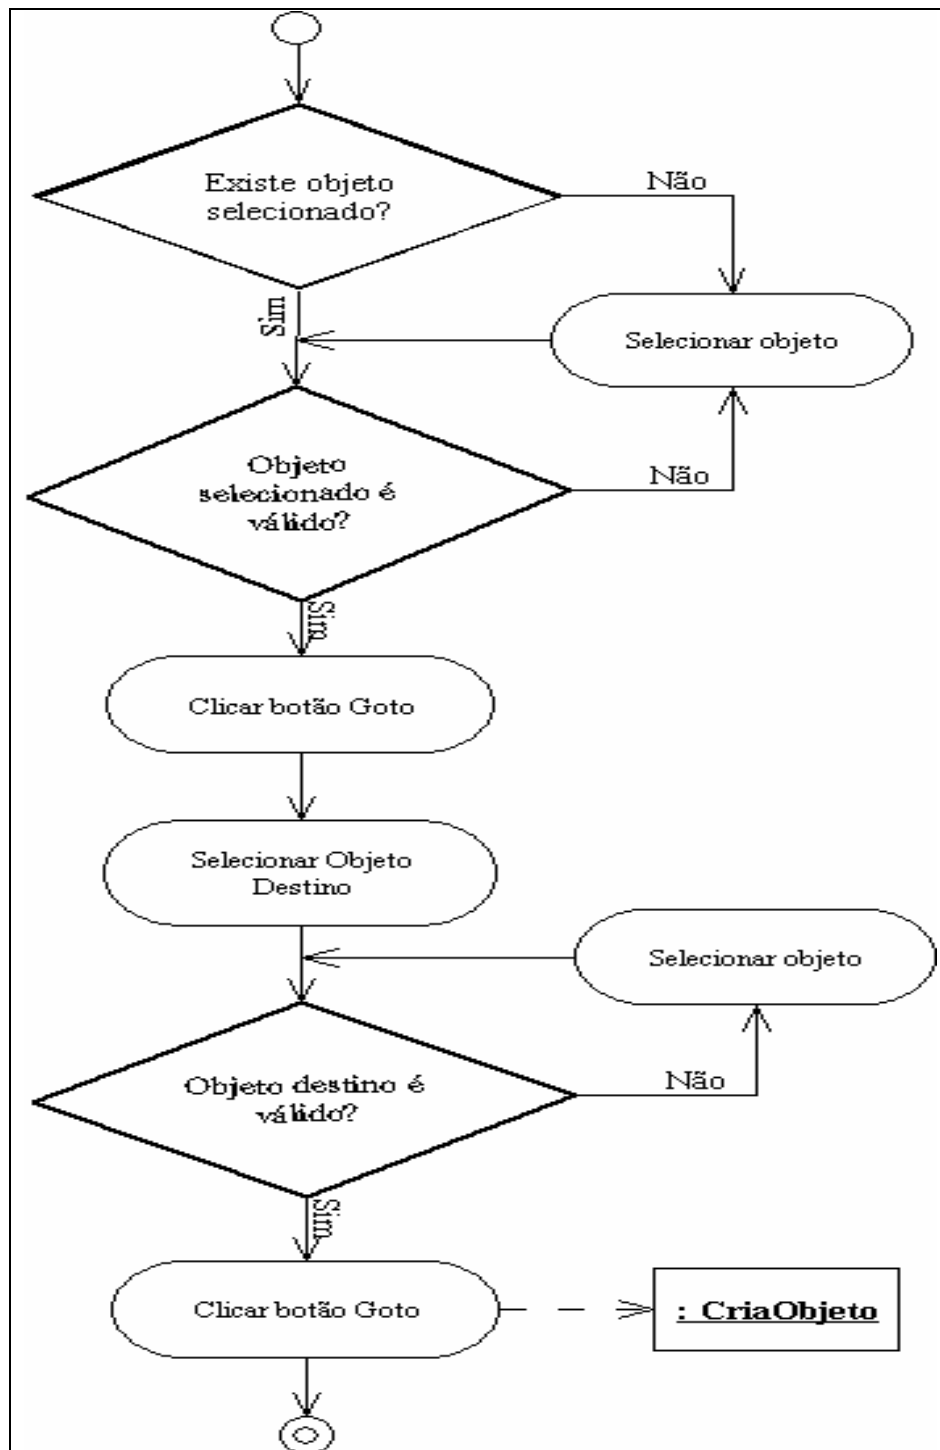 Existe objeto
selecionado?
Não
Sim
Selecionar objeto
Objeto
selecionado é
válido?
Não
Sim
Clicar botão Goto
Selecionar Objeto
Destino
Selecionar objeto
Objeto destino é
válido?
Não
Sim
Clicar botão Goto
: CriaObjeto